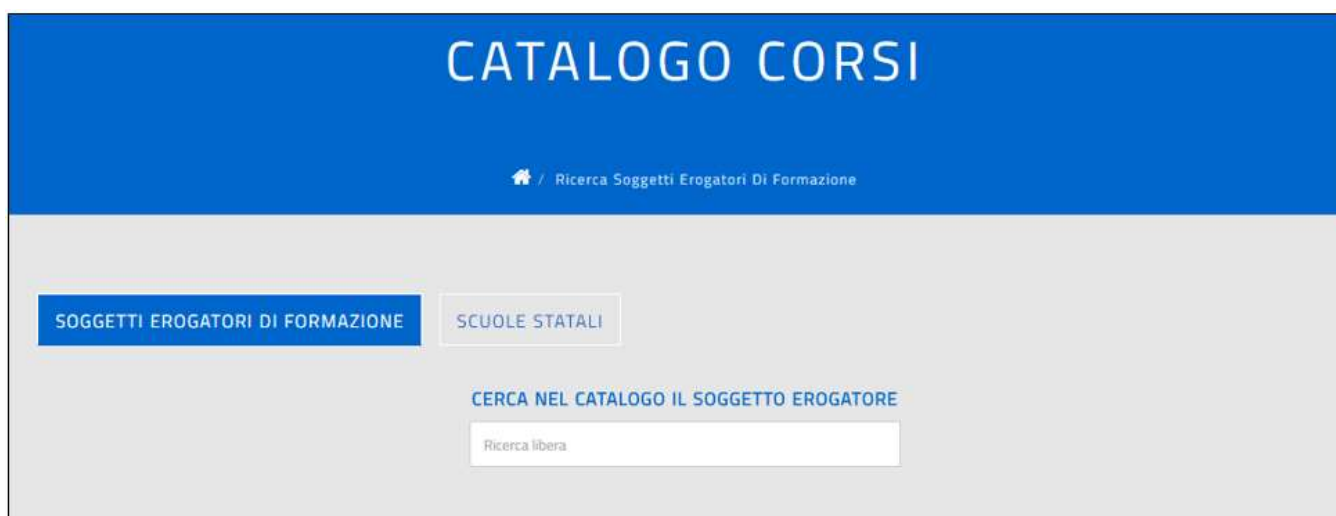 CATALOGO CORSI
/ Ricerca Soggetti Erogatori Di Formazione
SOGGETTI EROGATORI DI FORMAZIONE
SCUOLE STATALI
CERCA NEL CATALOGO IL SOGGETTO EROGATORE
Ricerca libera